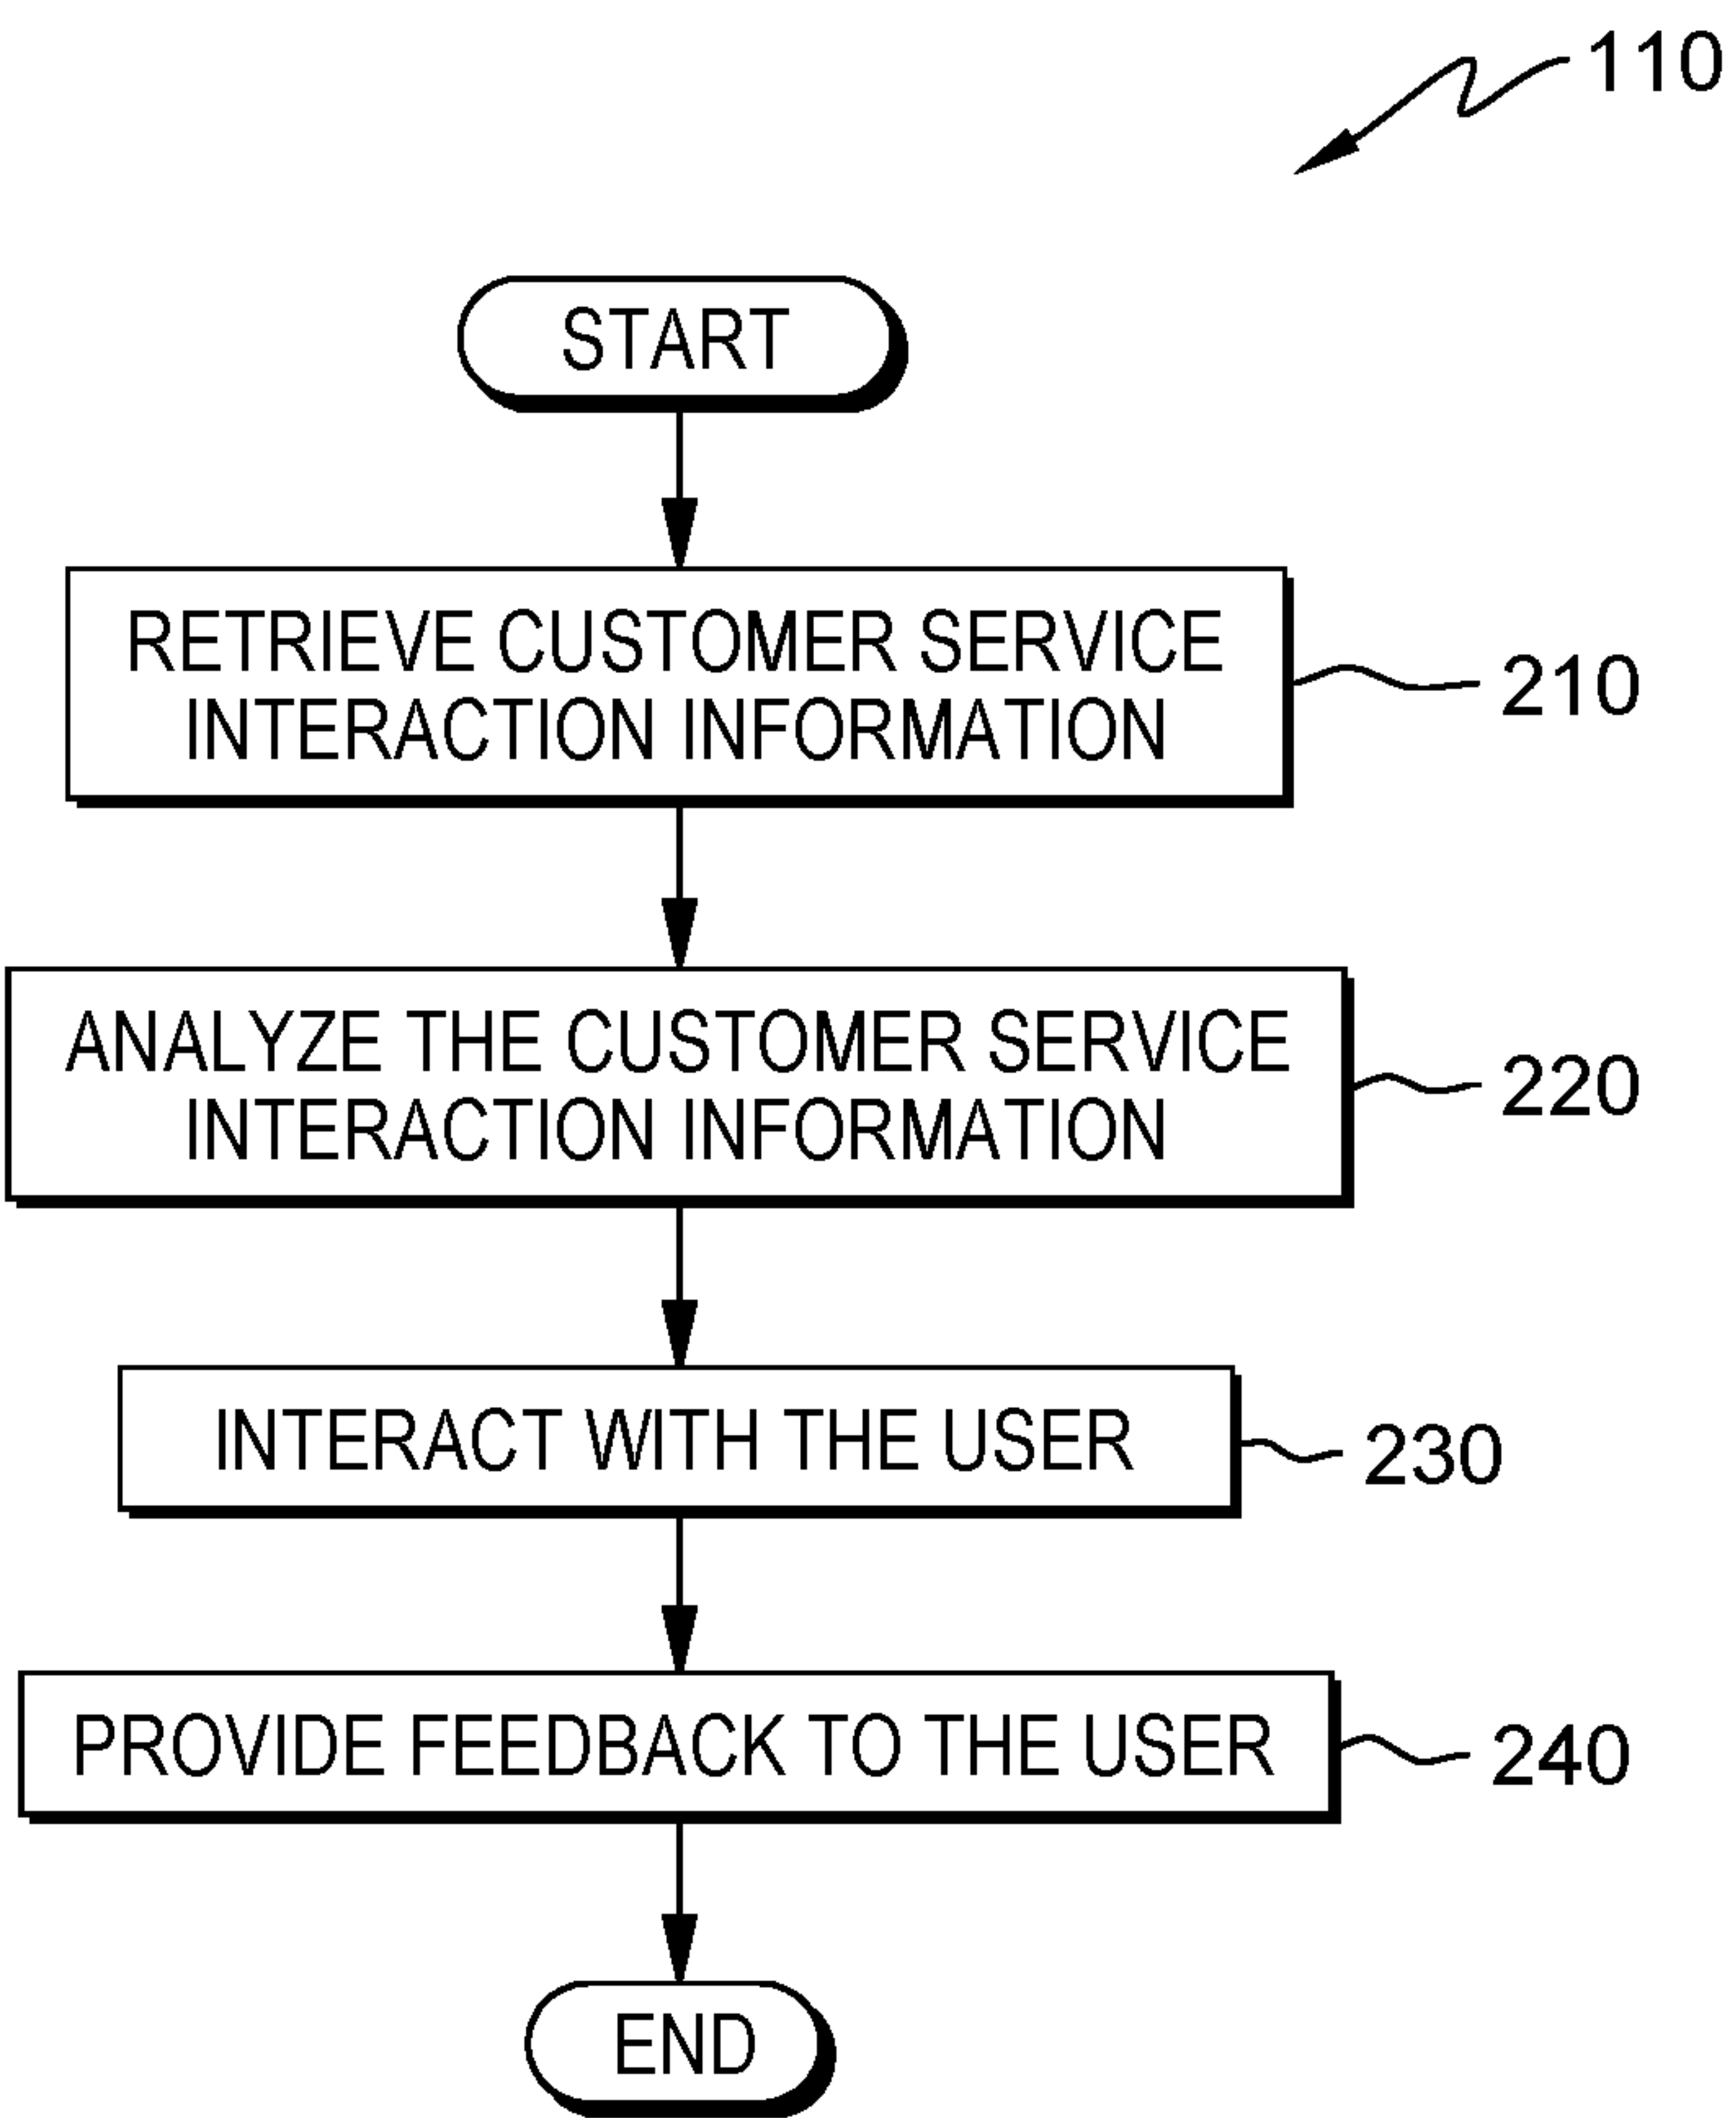 110
START
RETRIEVE CUSTOMER SERVICE
INTERACTION INFORMATION
210
ANALYZE THE CUSTOMER SERVICE
INTERACTION INFORMATION
220
INTERACT WITH THE USER
230
PROVIDE FEEDBACK TO THE USER
240
END